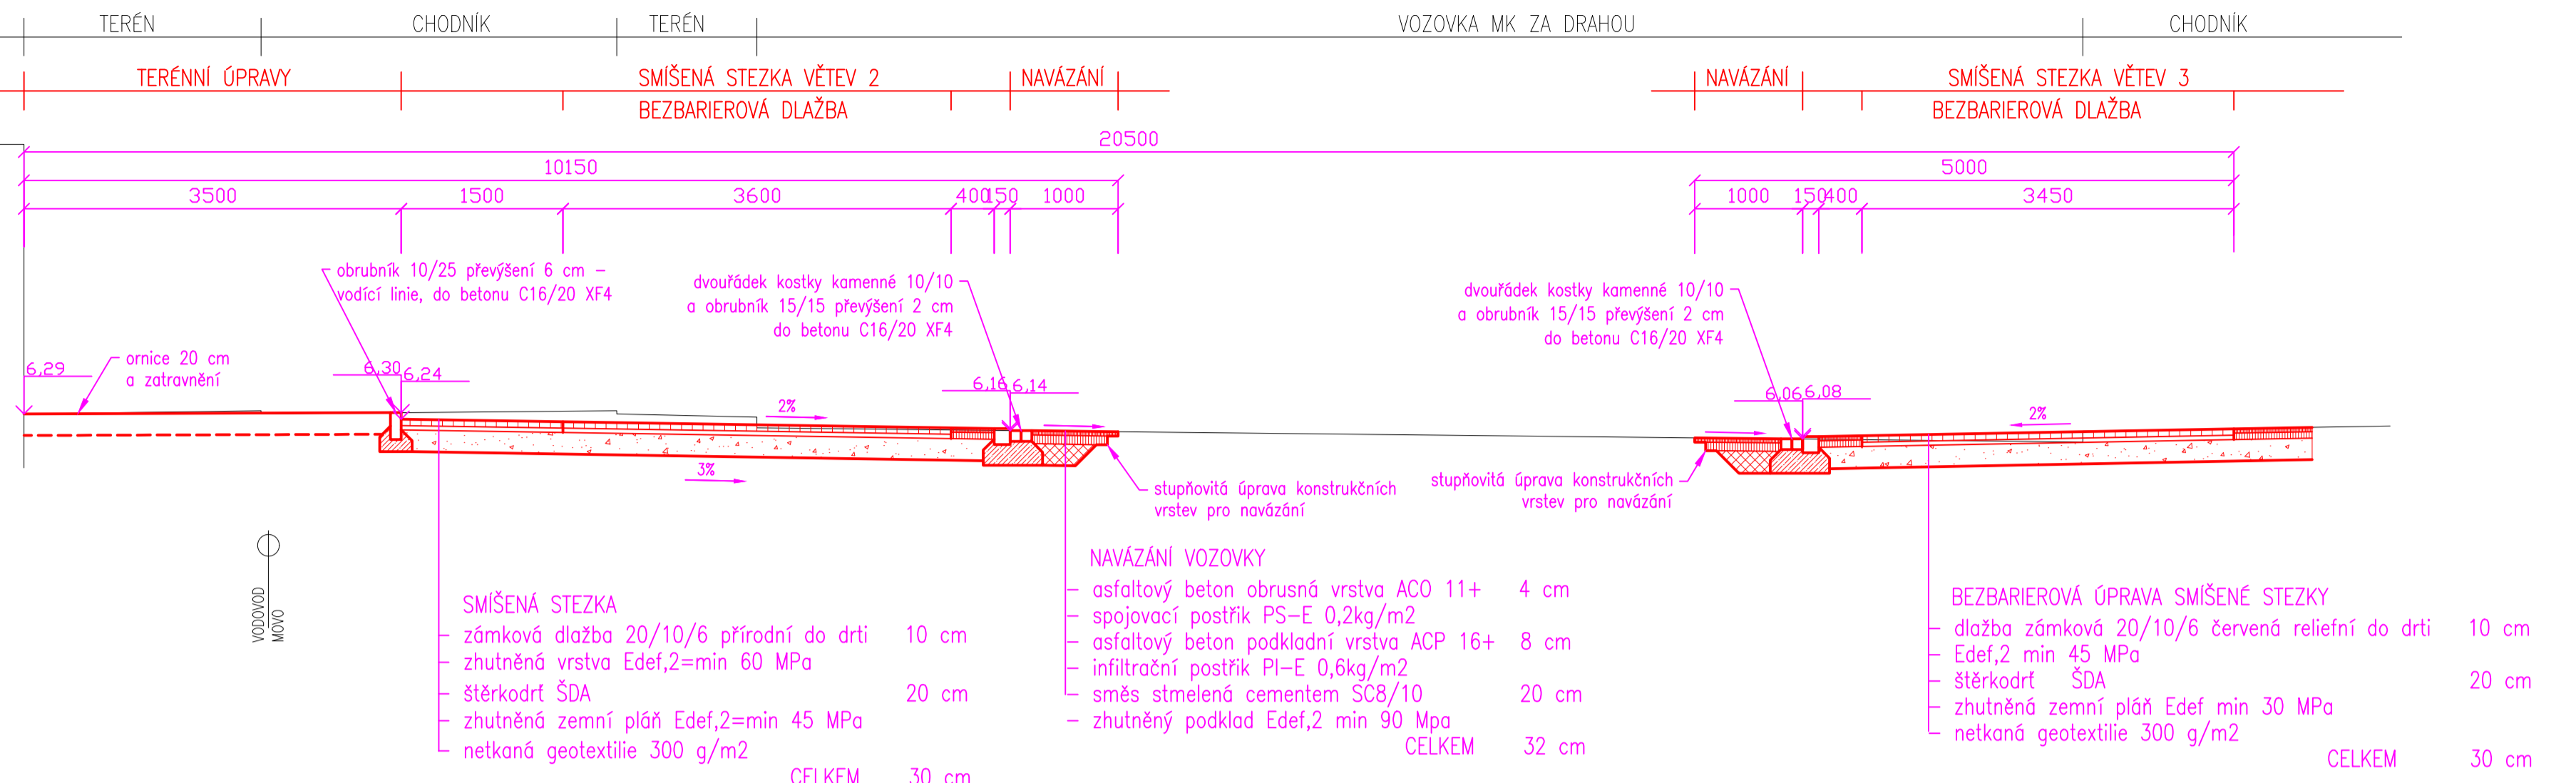 TERÉN CHODNÍK TERÉN VOZOVKA MK ZA DRAHOU CHODNÍK
TERÉNNÍ ÚPRAVY SMÍŠENÁ STEZKA VĚTEV 2 NAVÁZÁNÍ NAVÁZÁNÍ SMÍŠENÁ STEZKA VĚTEV 3
BEZBARIEROVÁ DLAŽBA BEZBARIEROVÁ DLAŽBA
20500
10150 5000
3500 1500 3600 400 150 1000 1000 150 400 3450
obrubník 10/25 převýšení 6 cm –
vodící linie, do betonu C16/20 XF4
dvouřádek kostky kamenné 10/10
a obrubník 15/15 převýšení 2 cm
do betonu C16/20 XF4
dvouřádek kostky kamenné 10/10
a obrubník 15/15 převýšení 2 cm
do betonu C16/20 XF4
ornice 20 cm
a zatravnění
6,29 6,30 6,24 6,16 6,14 6,06 6,08
2% 2%
3%
stupňovitá úprava konstrukčních
vrstev pro navázání
stupňovitá úprava konstrukčních
vrstev pro navázání
VODOVOD
MOVO
SMÍŠENÁ STEZKA
zámková dlažba 20/10/6 přírodní do drti 10 cm
zhutněná vrstva Edef,2=min 60 MPa
štěrkodrť ŠDA 20 cm
zhutněná zemní pláň Edef,2=min 45 MPa
netkaná geotextilie 300 g/m2
CELKEM 30 cm
NAVÁZÁNÍ VOZOVKY
asfaltový beton obrusná vrstva ACO 11+ 4 cm
spojovací postřik PS–E 0,2kg/m2
asfaltový beton podkladní vrstva ACP 16+ 8 cm
infiltrační postřik PI–E 0,6kg/m2
směs stmelená cementem SC8/10 20 cm
zhutněný podklad Edef,2 min 90 Mpa
CELKEM 32 cm
BEZBARIEROVÁ ÚPRAVA SMÍŠENÉ STEZKY
dlažba zámková 20/10/6 červená reliefní do drti 10 cm
Edef,2 min 45 MPa
štěrkodrť ŠDA 20 cm
zhutněná zemní pláň Edef min 30 MPa
netkaná geotextilie 300 g/m2
CELKEM 30 cm